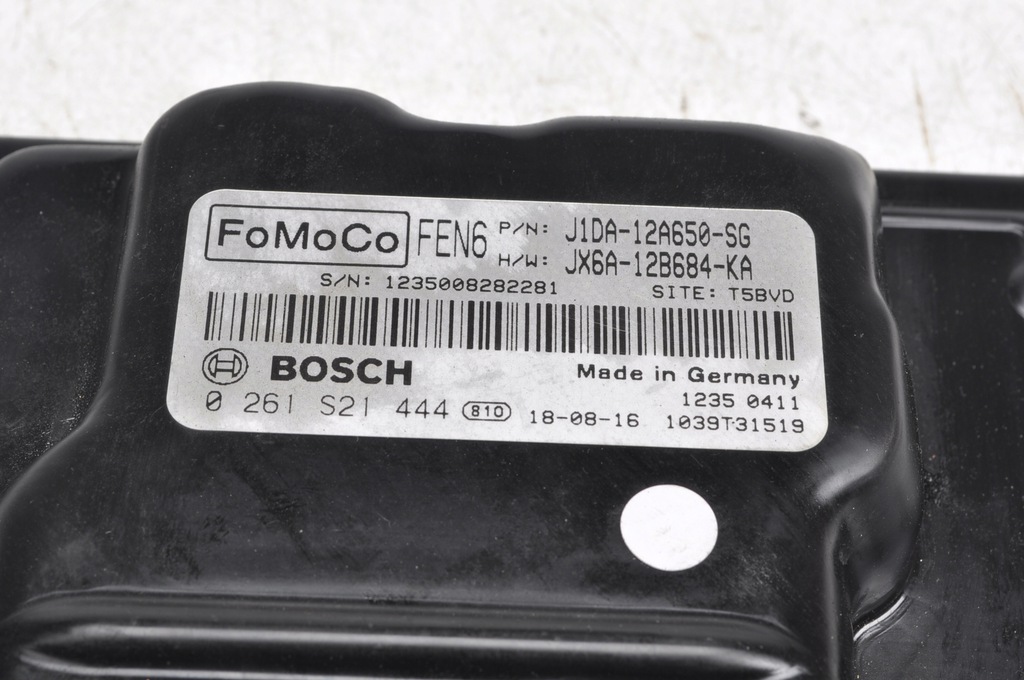 FoMoCo FEN6 P/N: J1DA-12A650-SG
H/W: JX6A-12B684-KA
S/N: 1235008282281 SITE: T5BVD
BOSCH Made in Germany
1235 0411
0 261 S21 444 810 18-08-16 1039T31519